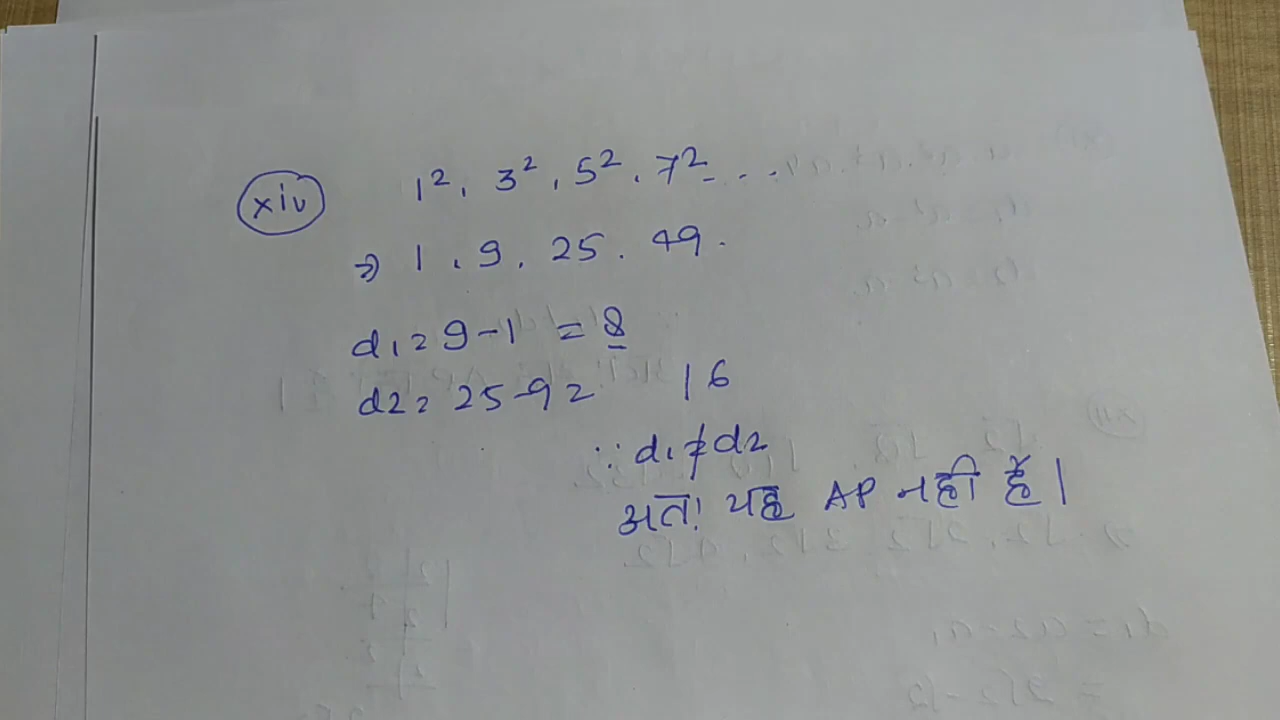 xiv 1², 3², 5², 7² - - - .
⇒ 1, 9, 25, 49.
d₁ = 9 - 1 = 8
d2 = 25 - 9 = 16
∵ d₁ ≠ d2
अतः यह AP नहीं है।